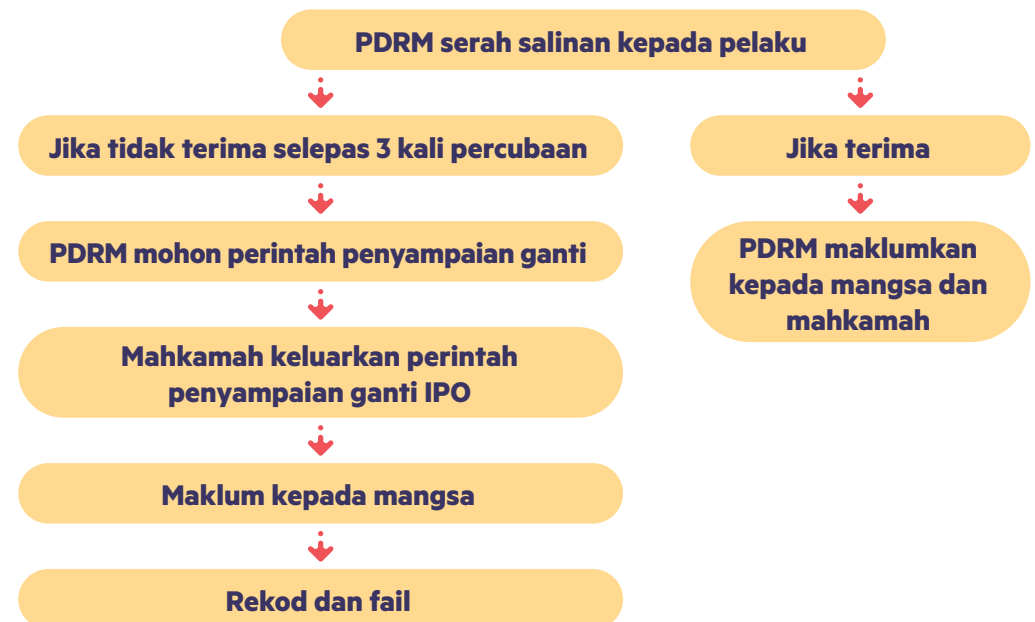 PDRM serah salinan kepada pelaku
Jika tidak terima selepas 3 kali percubaan
Jika terima
PDRM mohon perintah penyampaian ganti
PDRM maklumkan
kepada mangsa dan
mahkamah
Mahkamah keluarkan perintah
penyampaian ganti IPO
Maklum kepada mangsa
Rekod dan fail